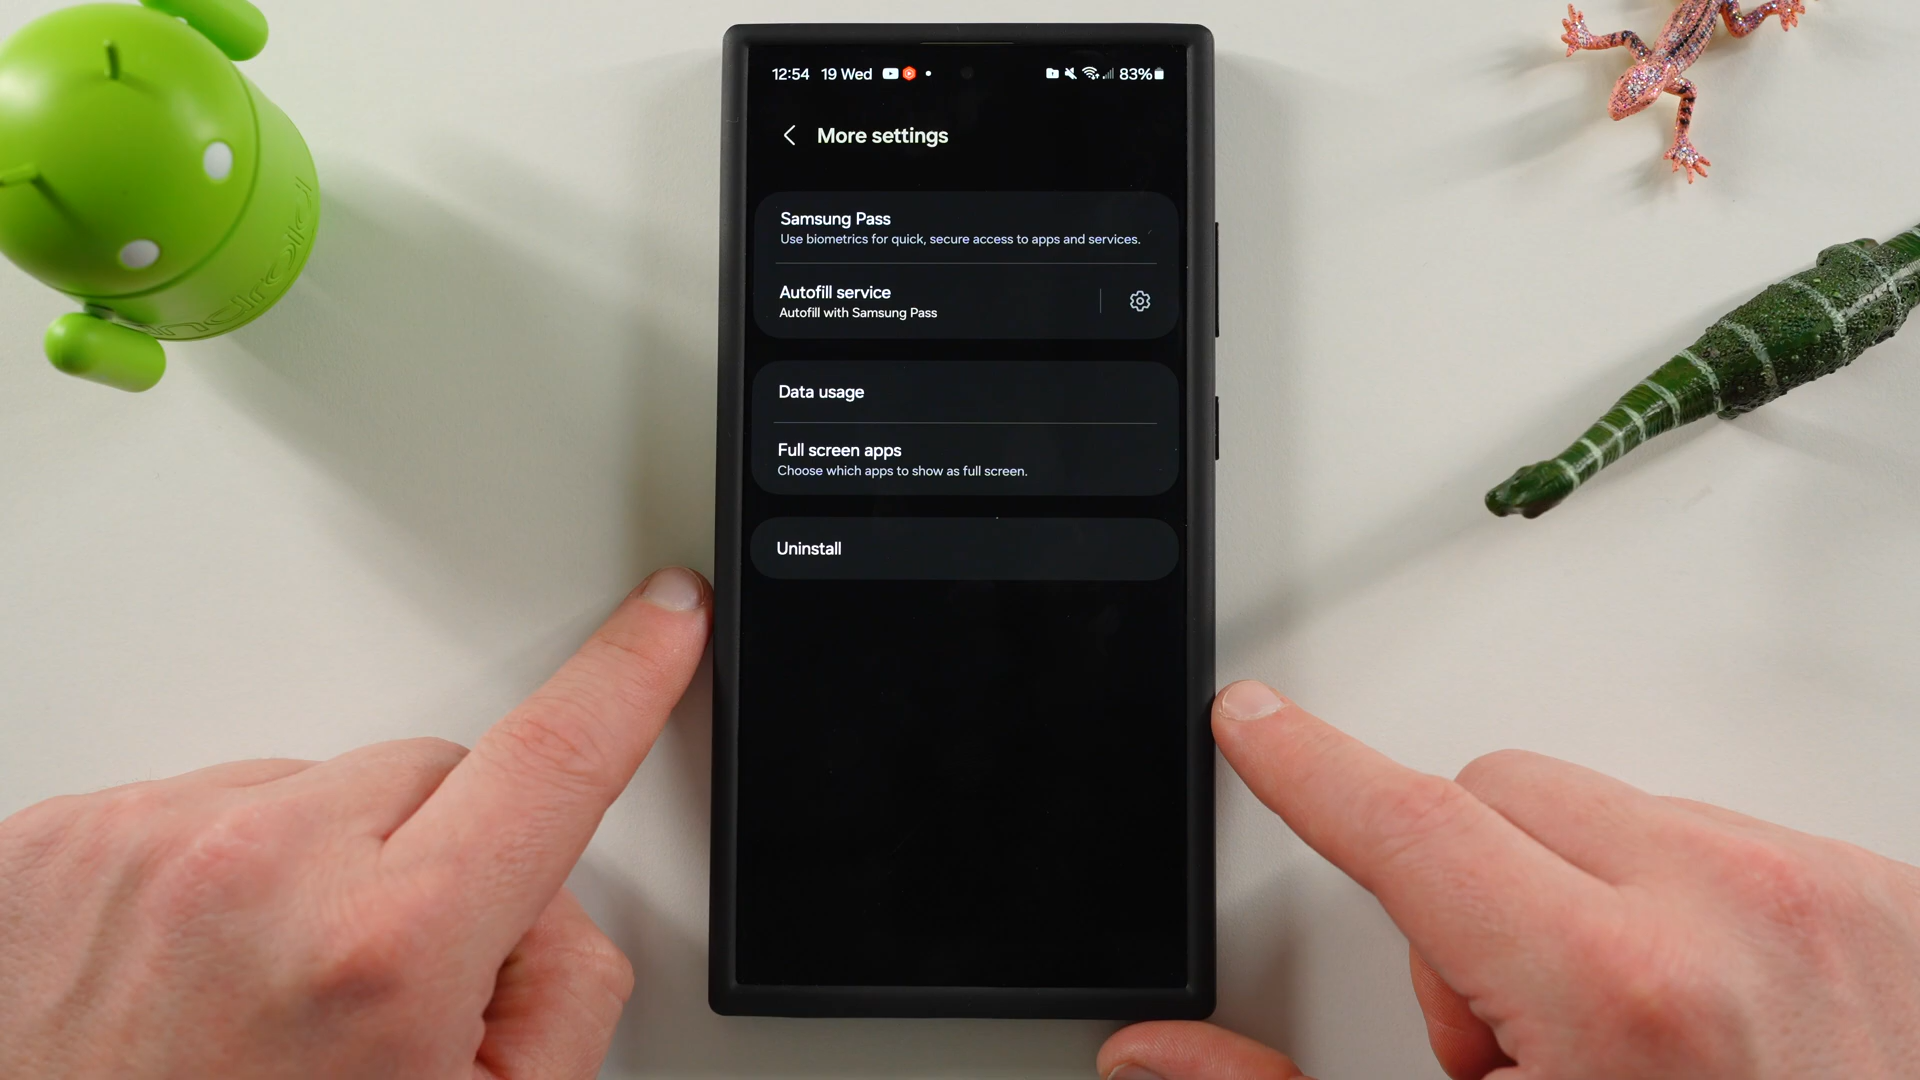 12:54 19 Wed
83%
More settings
Samsung Pass
Use biometrics for quick, secure access to apps and services.
Autofill service
Autofill with Samsung Pass
Data usage
Full screen apps
Choose which apps to show as full screen.
Uninstall
android